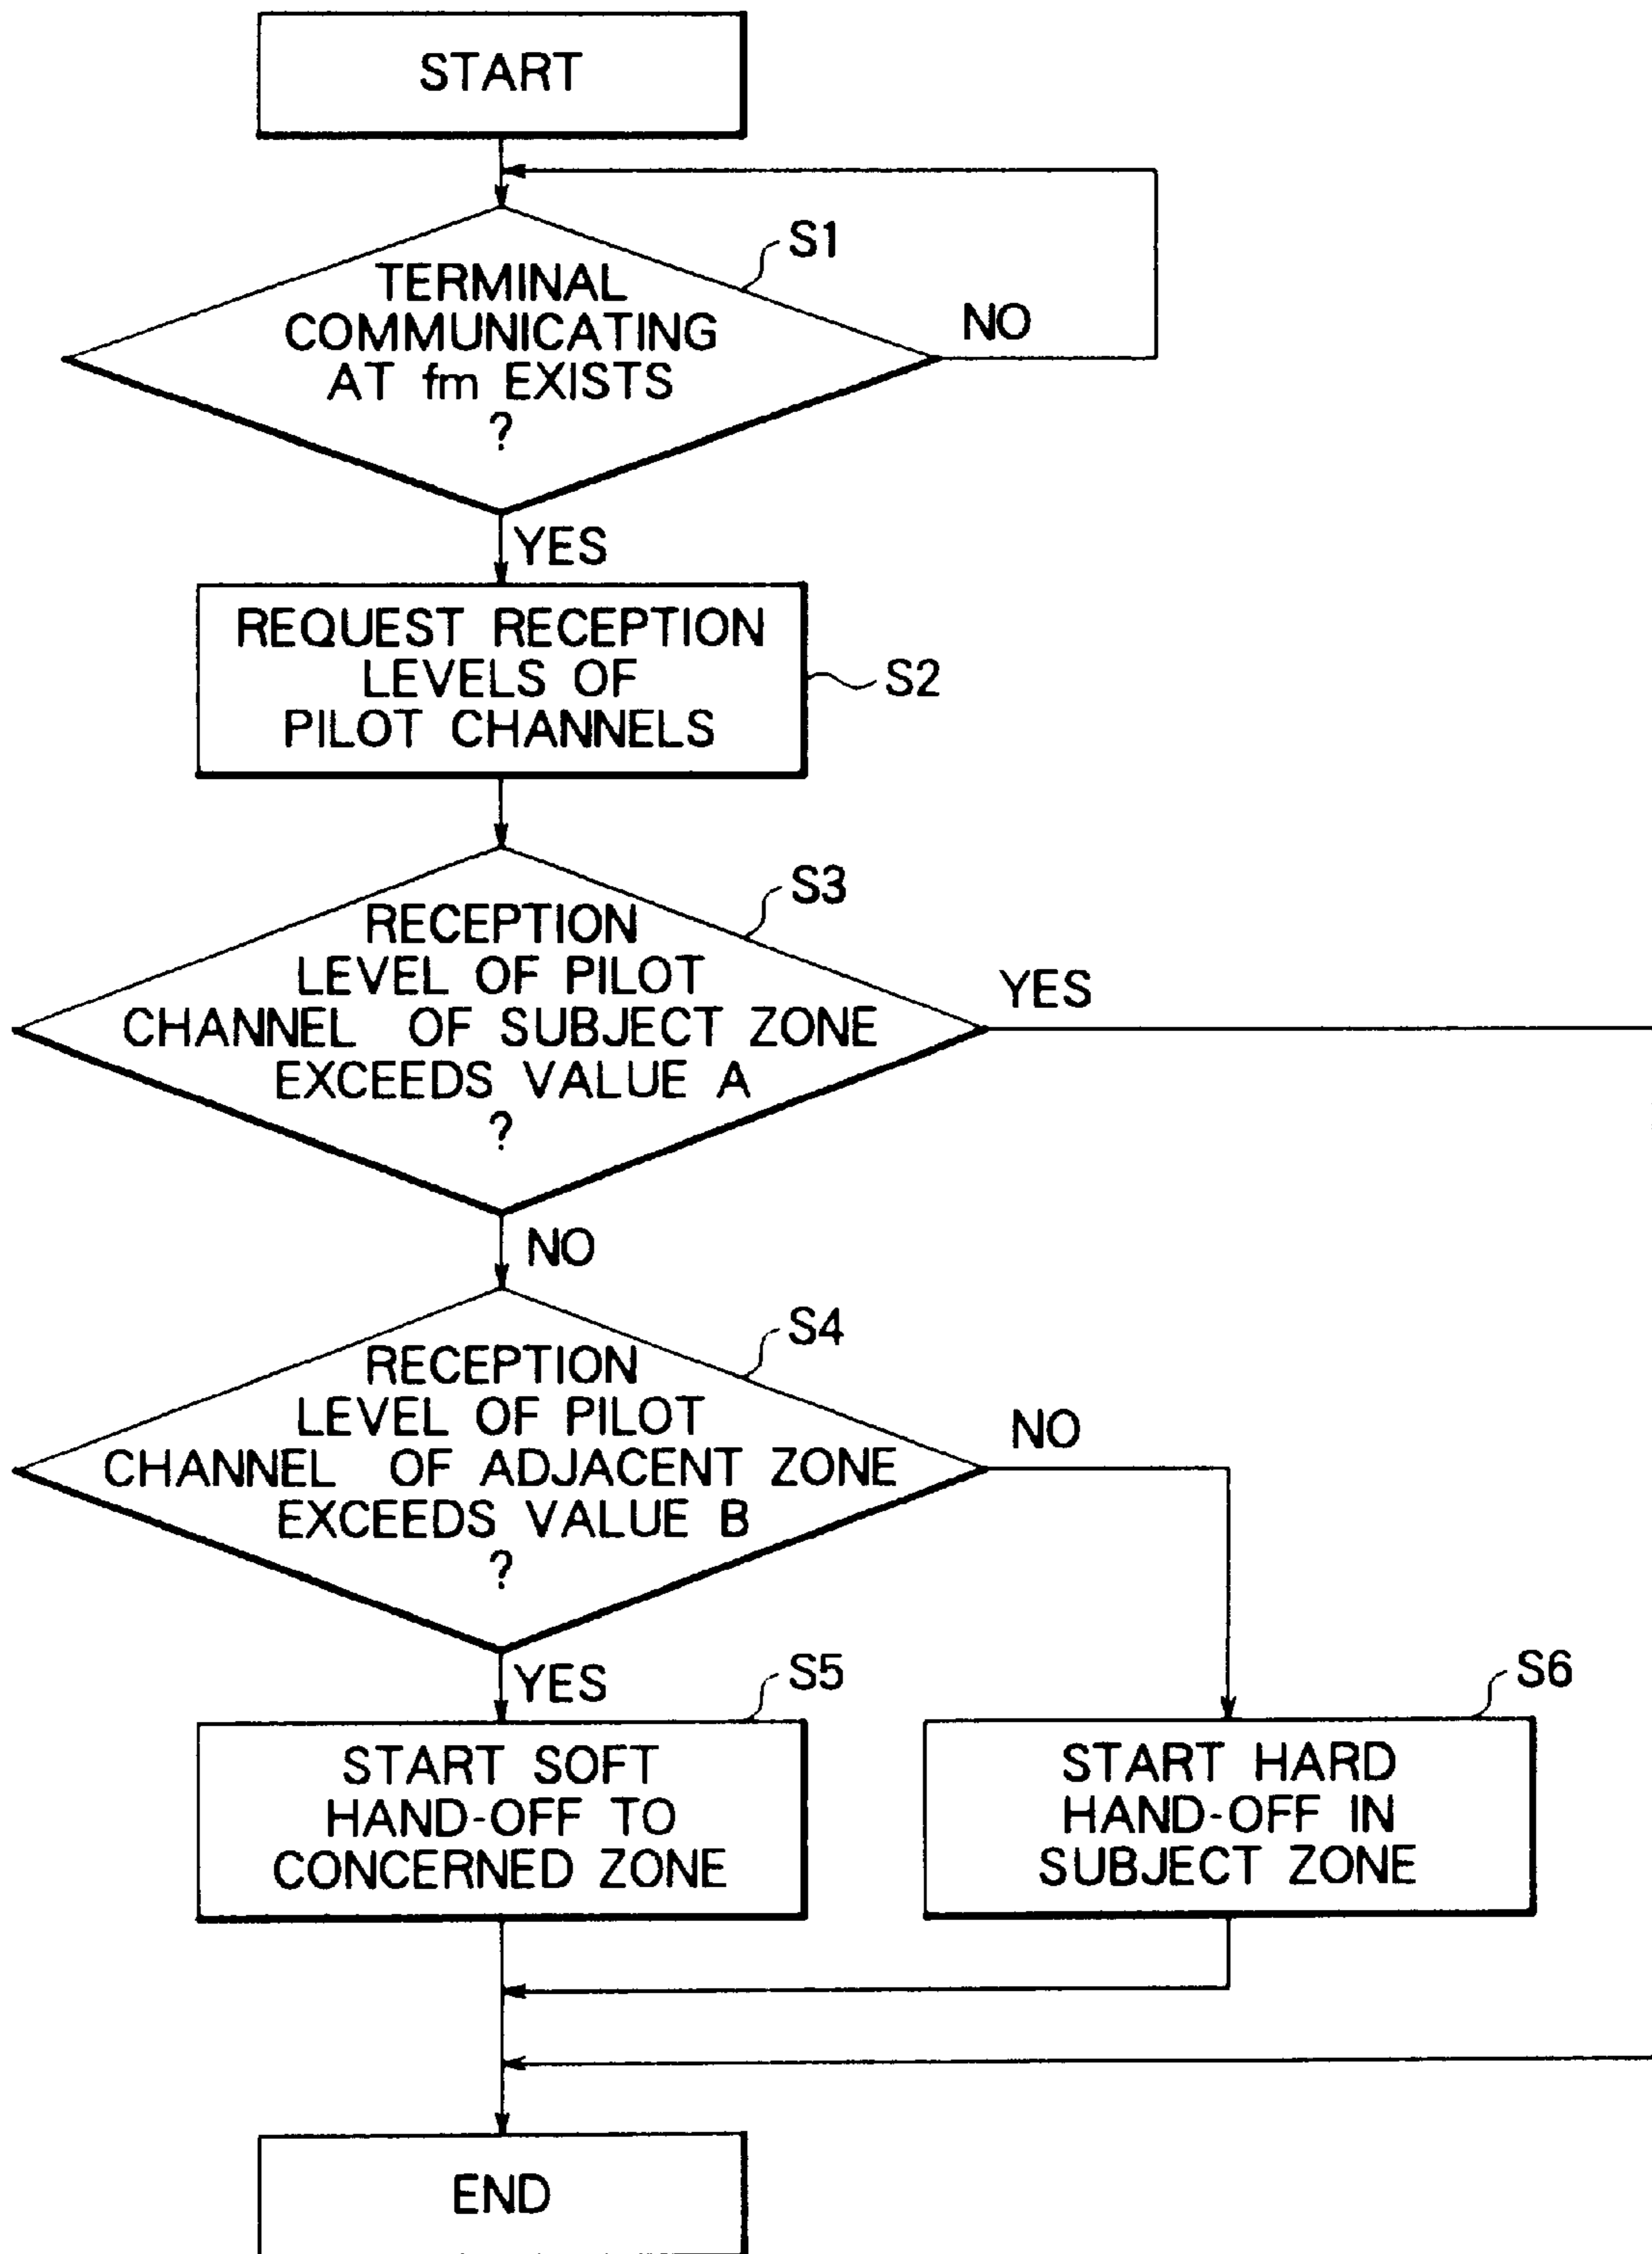 START
S1
TERMINAL
COMMUNICATING
AT fm EXISTS
?
NO
YES
REQUEST RECEPTION
LEVELS OF
PILOT CHANNELS
S2
S3
RECEPTION
LEVEL OF PILOT
CHANNEL OF SUBJECT ZONE
EXCEEDS VALUE A
?
YES
NO
S4
RECEPTION
LEVEL OF PILOT
CHANNEL OF ADJACENT ZONE
EXCEEDS VALUE B
?
NO
YES
S5
START SOFT
HAND-OFF TO
CONCERNED ZONE
S6
START HARD
HAND-OFF IN
SUBJECT ZONE
END